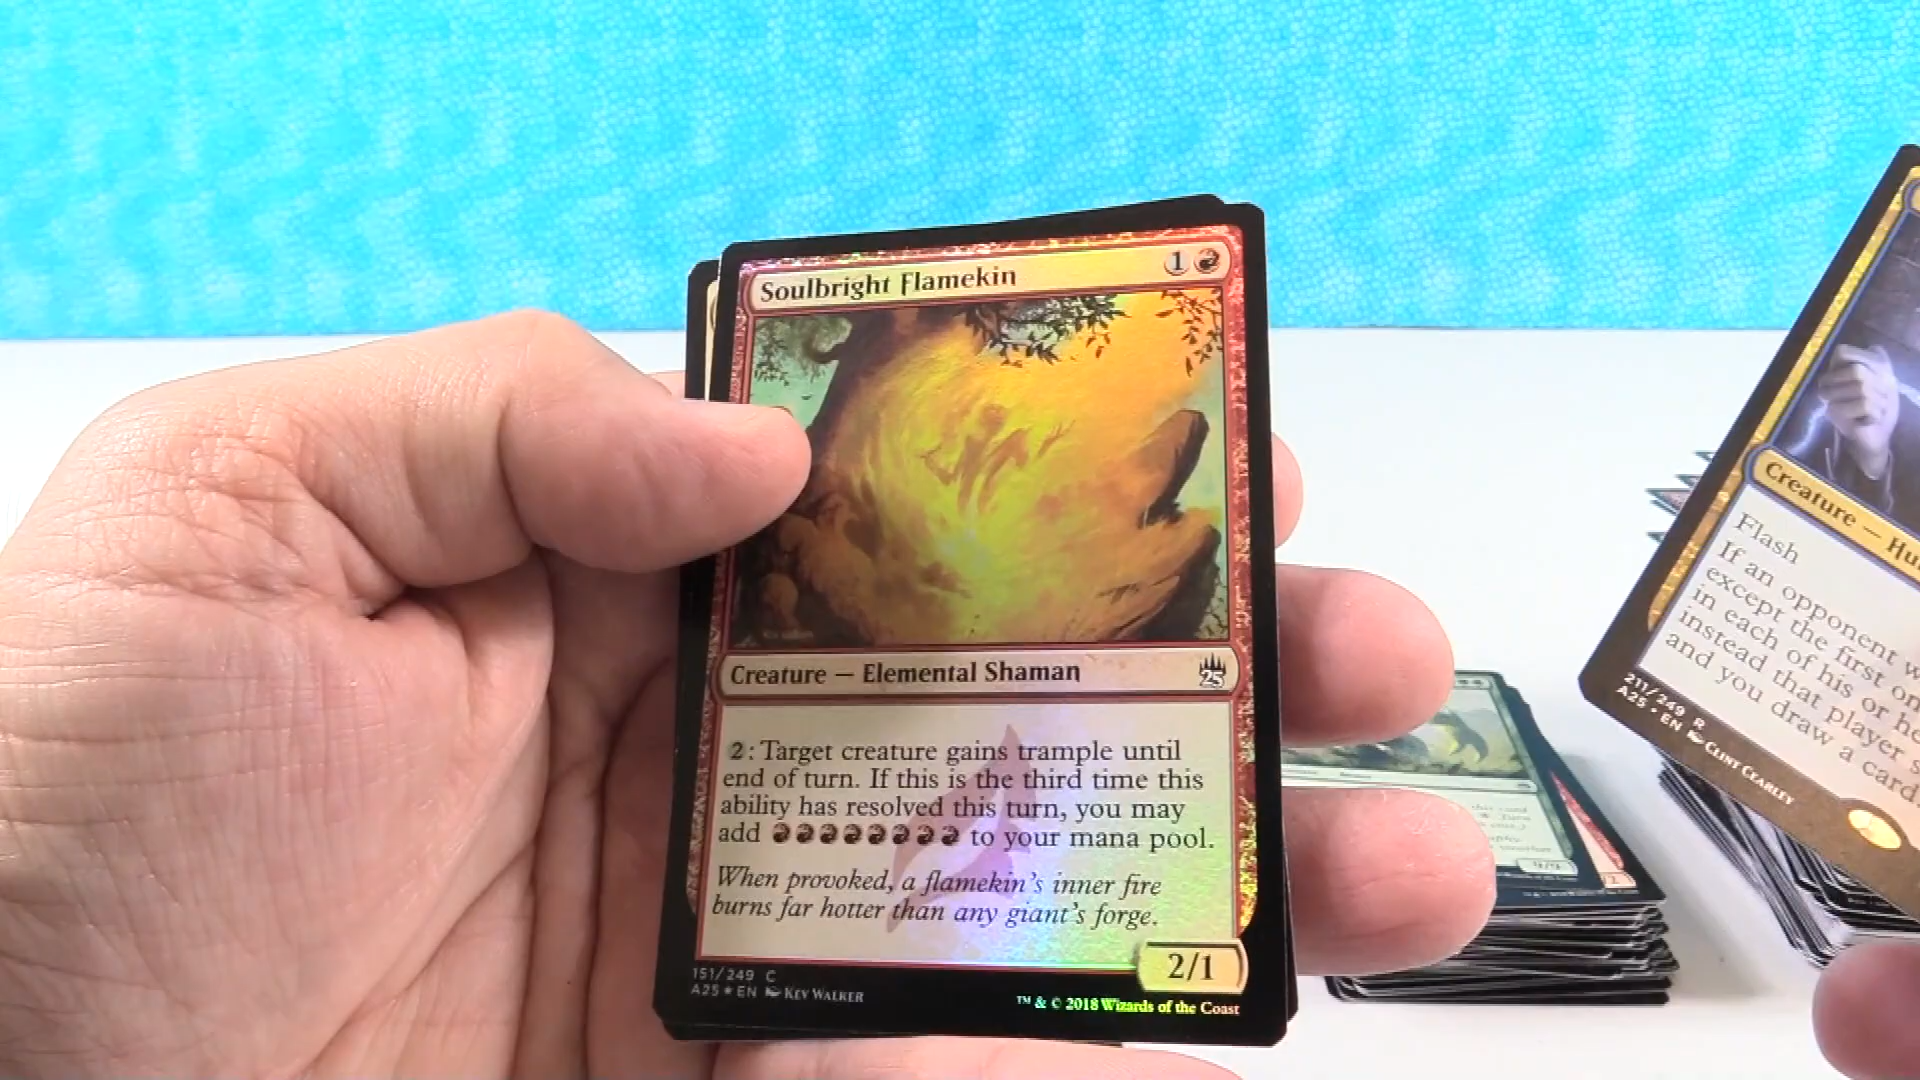 Soulbright Flamekin
1
Creature — Elemental Shaman
25
2: Target creature gains trample until
end of turn. If this is the third time this
ability has resolved this turn, you may
add to your mana pool.
When provoked, a flamekin's inner fire
burns far hotter than any giant's forge.
2/1
151/249 C
A25 ★ EN Kev Walker
™ & © 2018 Wizards of the Coast
Creature —
Flash
If an opponent
except the first
in each of his or
instead that player
and you draw a card.
211/249 R
A25 • EN Clint Cearley